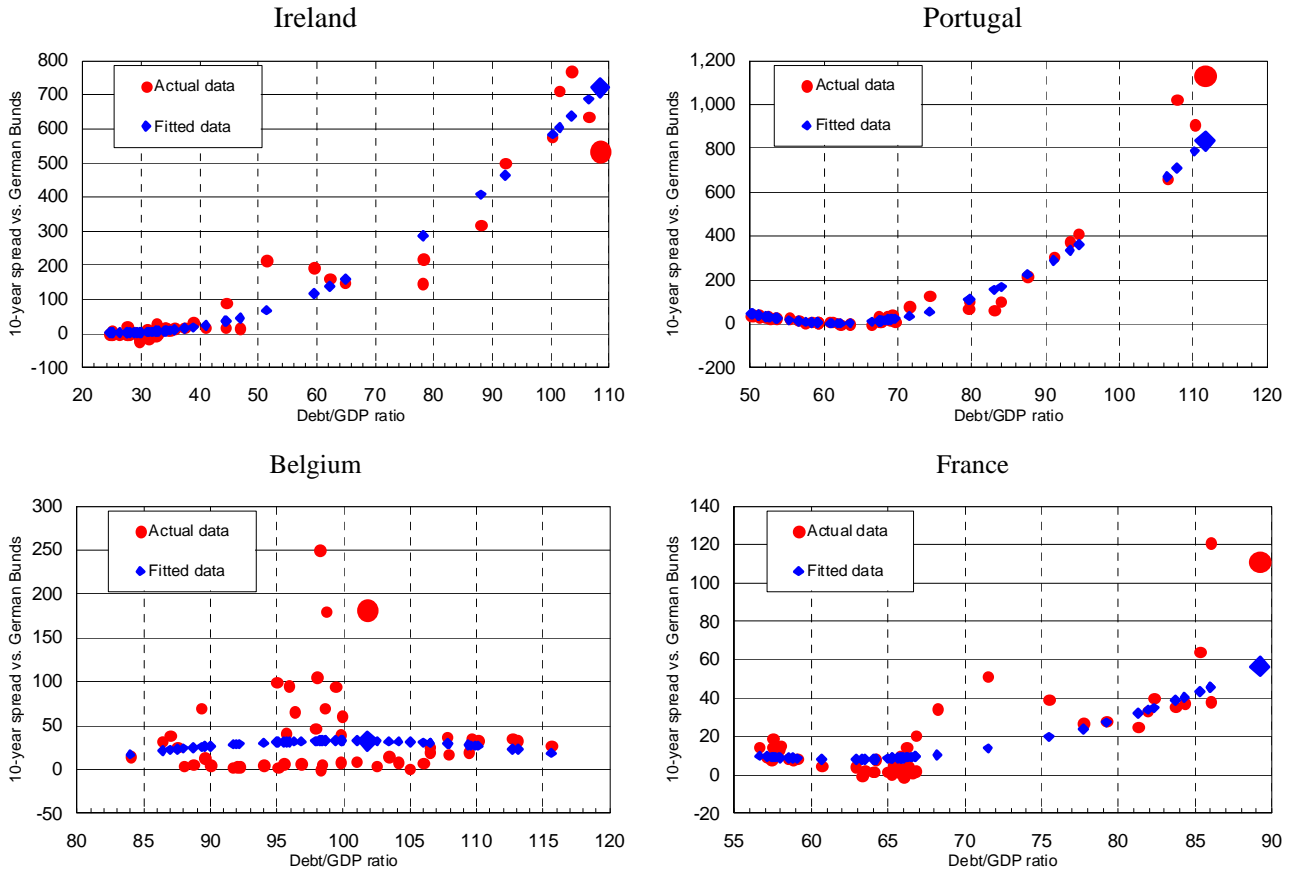 Ireland
10-year spread vs. German Bunds
800
700
600
500
400
300
200
100
0
-100
Actual data
Fitted data
20 30 40 50 60 70 80 90 100 110
Debt/GDP ratio
Portugal
10-year spread vs. German Bunds
1,200
1,000
800
600
400
200
0
-200
Actual data
Fitted data
50 60 70 80 90 100 110 120
Debt/GDP ratio
Belgium
10-year spread vs. German Bunds
300
250
200
150
100
50
0
-50
Actual data
Fitted data
80 85 90 95 100 105 110 115 120
Debt/GDP ratio
France
10-year spread vs. German Bunds
140
120
100
80
60
40
20
0
-20
Actual data
Fitted data
55 60 65 70 75 80 85 90
Debt/GDP ratio